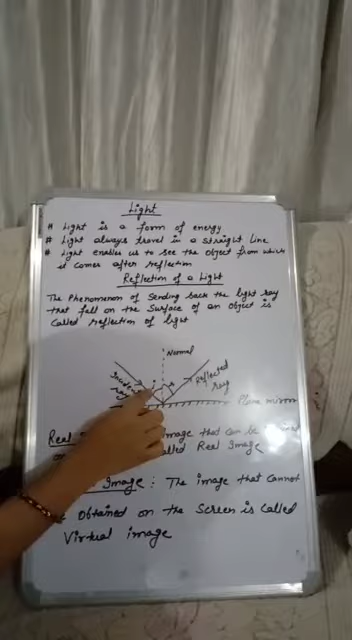 Light
# Light is a form of energy
# Light always travel in a straight line
# Light enables us to see the object from which it comes after reflection
Reflection of a Light
The Phenomenon of Sending back the light ray
that fall on the Surface of an object is
Called reflection of light
Normal
Reflected ray
Plane mirror
Real
image that can be
called Real Image
Image: The image that cannot
Obtained on the Screen is Called
Virtual image